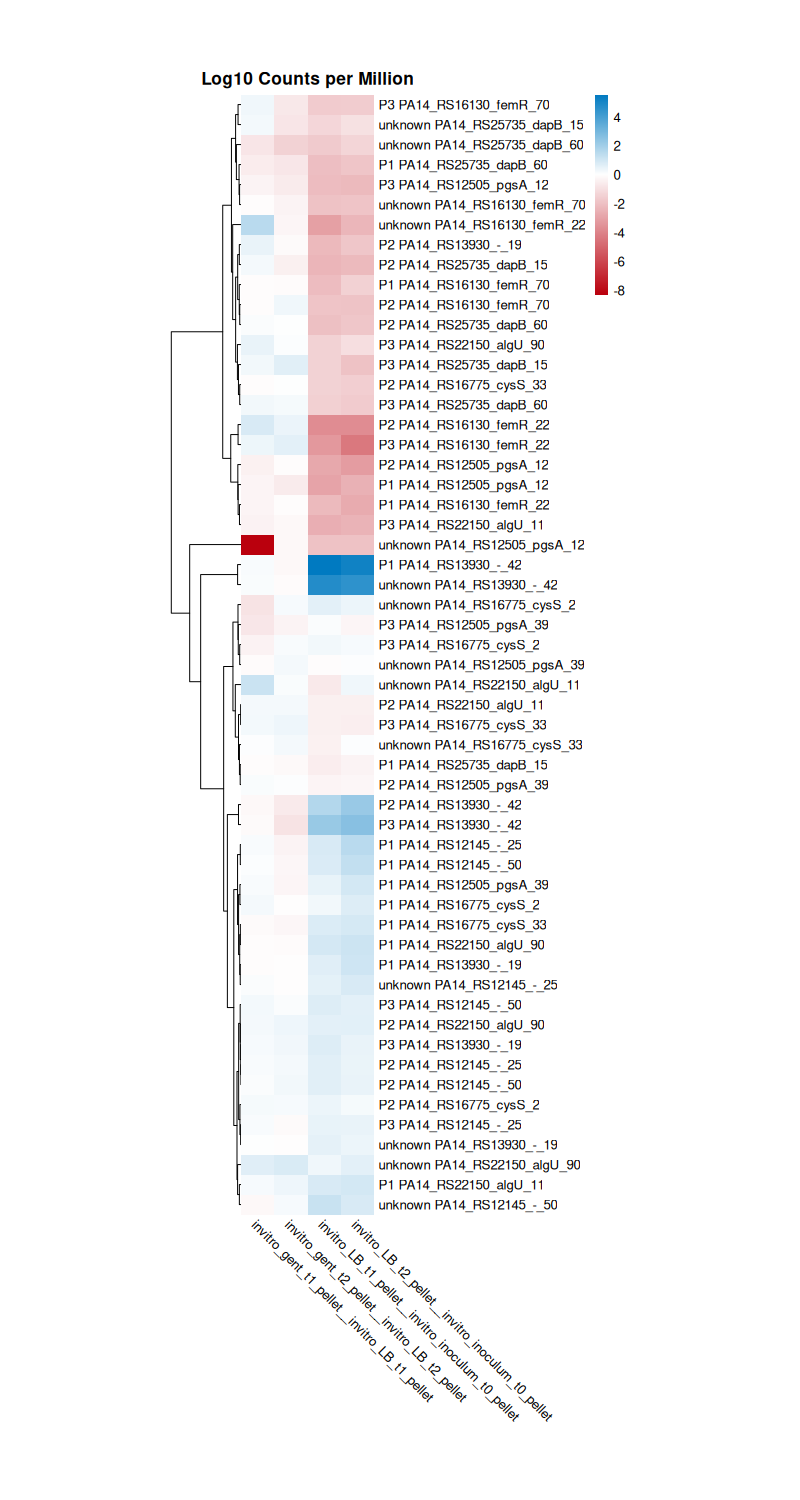 Log10 Counts per Million
P3 PA14_RS16130_femR_70
unknown PA14_RS25735_dapB_15
unknown PA14_RS25735_dapB_60
P1 PA14_RS25735_dapB_60
P3 PA14_RS12505_pgsA_12
unknown PA14_RS16130_femR_70
unknown PA14_RS16130_femR_22
P2 PA14_RS13930_-_19
P2 PA14_RS25735_dapB_15
P1 PA14_RS16130_femR_70
P2 PA14_RS16130_femR_70
P2 PA14_RS25735_dapB_60
P3 PA14_RS22150_algU_90
P3 PA14_RS25735_dapB_15
P2 PA14_RS16775_cysS_33
P3 PA14_RS25735_dapB_60
P2 PA14_RS16130_femR_22
P3 PA14_RS16130_femR_22
P2 PA14_RS12505_pgsA_12
P1 PA14_RS12505_pgsA_12
P1 PA14_RS16130_femR_22
P3 PA14_RS22150_algU_11
unknown PA14_RS12505_pgsA_12
P1 PA14_RS13930_-_42
unknown PA14_RS13930_-_42
unknown PA14_RS16775_cysS_2
P3 PA14_RS12505_pgsA_39
P3 PA14_RS16775_cysS_2
unknown PA14_RS12505_pgsA_39
unknown PA14_RS22150_algU_11
P2 PA14_RS22150_algU_11
P3 PA14_RS16775_cysS_33
unknown PA14_RS16775_cysS_33
P1 PA14_RS25735_dapB_15
P2 PA14_RS12505_pgsA_39
P2 PA14_RS13930_-_42
P3 PA14_RS13930_-_42
P1 PA14_RS12145_-_25
P1 PA14_RS12145_-_50
P1 PA14_RS12505_pgsA_39
P1 PA14_RS16775_cysS_2
P1 PA14_RS16775_cysS_33
P1 PA14_RS22150_algU_90
P1 PA14_RS13930_-_19
unknown PA14_RS12145_-_25
P3 PA14_RS12145_-_50
P2 PA14_RS22150_algU_90
P3 PA14_RS13930_-_19
P2 PA14_RS12145_-_25
P2 PA14_RS12145_-_50
P2 PA14_RS16775_cysS_2
P3 PA14_RS12145_-_25
unknown PA14_RS13930_-_19
unknown PA14_RS22150_algU_90
P1 PA14_RS22150_algU_11
unknown PA14_RS12145_-_50
4
2
0
-2
-4
-6
-8
invitro_gent_t1_pellet__invitro_LB_t1_pellet
invitro_gent_t2_pellet__invitro_LB_t2_pellet
invitro_LB_t1_pellet__invitro_inoculum_t0_pellet
invitro_LB_t2_pellet__invitro_inoculum_t0_pellet